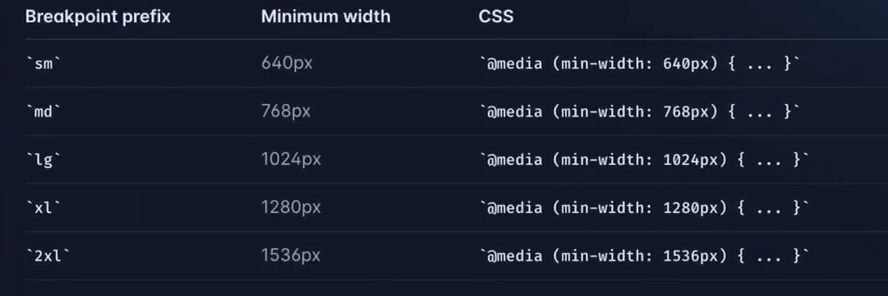 Breakpoint prefix Minimum width CSS
`sm` 640px `@media (min-width: 640px) { ... }`
`md` 768px `@media (min-width: 768px) { ... }`
`lg` 1024px `@media (min-width: 1024px) { ... }`
`xl` 1280px `@media (min-width: 1280px) { ... }`
`2xl` 1536px `@media (min-width: 1536px) { ... }`